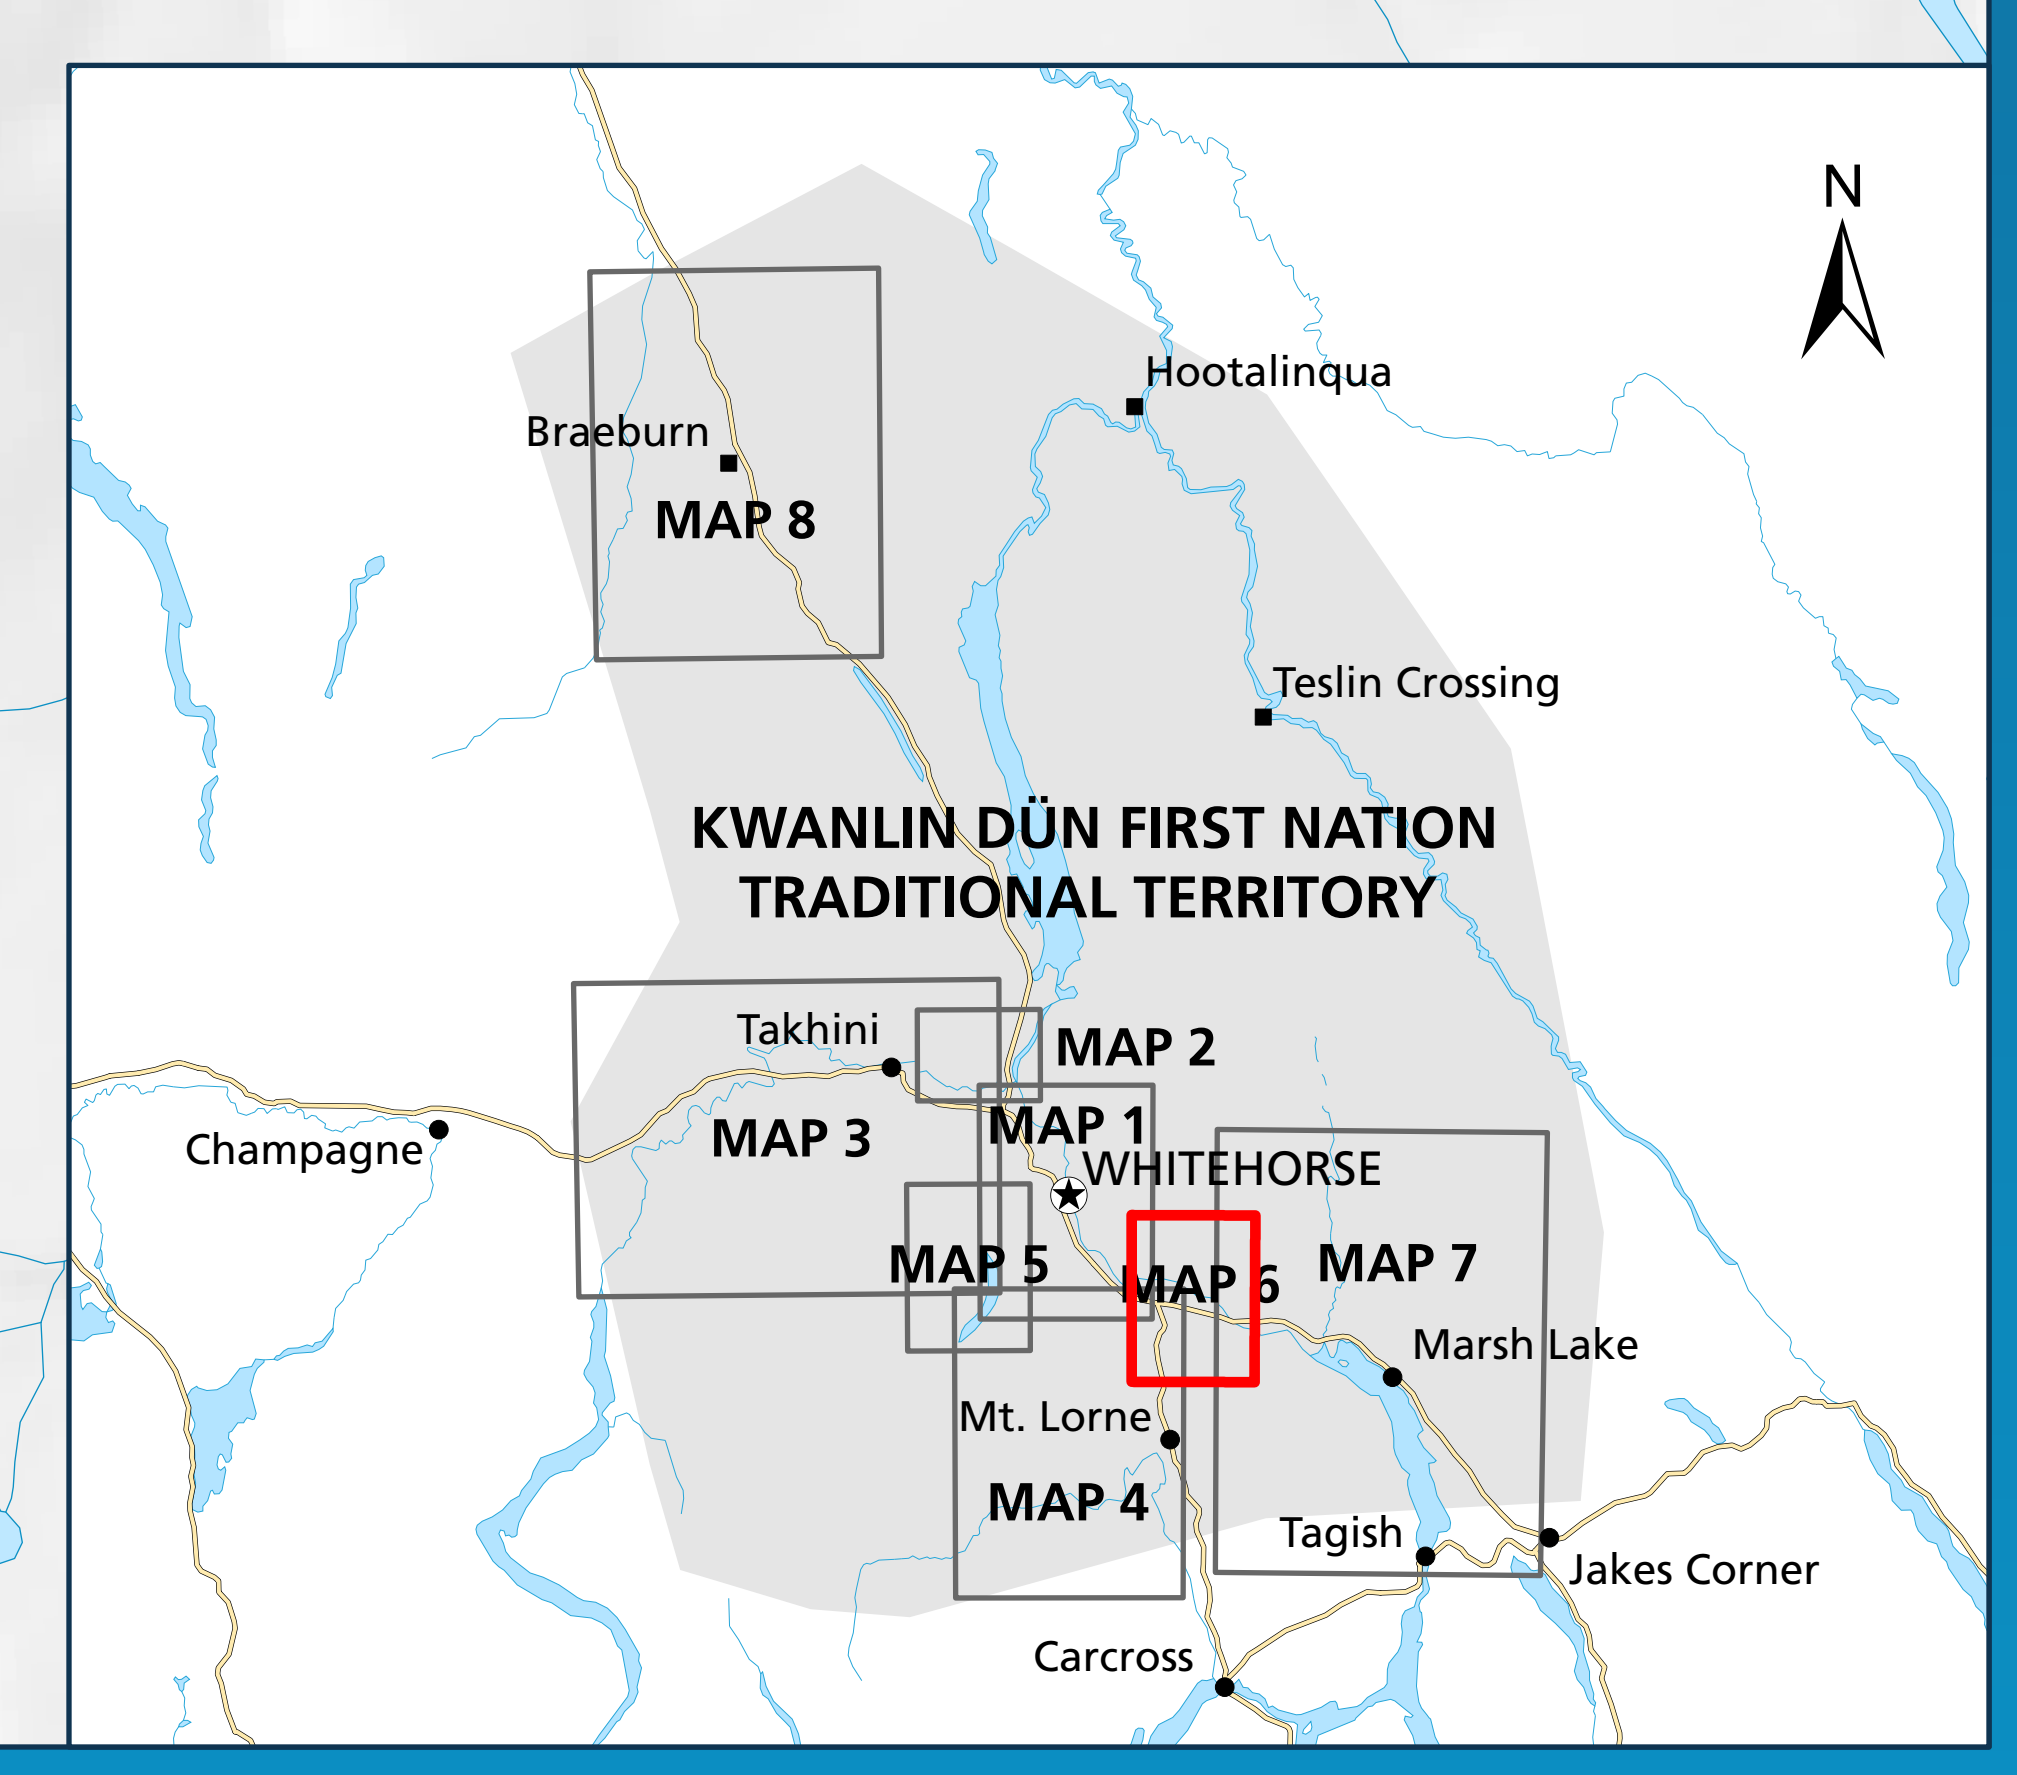 N
Hootalinqua
Braeburn
MAP 8
Teslin Crossing
KWANLIN DÜN FIRST NATION
TRADITIONAL TERRITORY
Takhini
MAP 2
MAP 1
MAP 3
Champagne
WHITEHORSE
MAP 5
MAP 6
MAP 7
Marsh Lake
Mt. Lorne
MAP 4
Tagish
Jakes Corner
Carcross